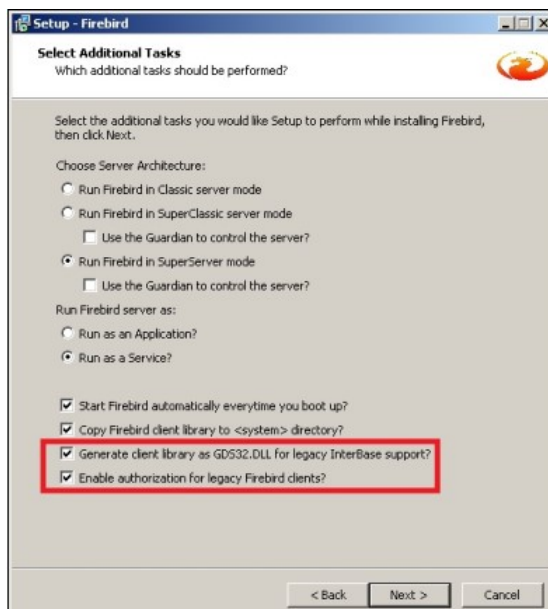 Setup - Firebird
Select Additional Tasks
Which additional tasks should be performed?
Select the additional tasks you would like Setup to perform while installing Firebird,
then click Next.
Choose Server Architecture:
Run Firebird in Classic server mode
Run Firebird in SuperClassic server mode
Use the Guardian to control the server?
Run Firebird in SuperServer mode
Use the Guardian to control the server?
Run Firebird server as:
Run as an Application?
Run as a Service?
Start Firebird automatically everytime you boot up?
Copy Firebird client library to <system> directory?
Generate client library as GDS32.DLL for legacy InterBase support?
Enable authorization for legacy Firebird clients?
< Back Next > Cancel